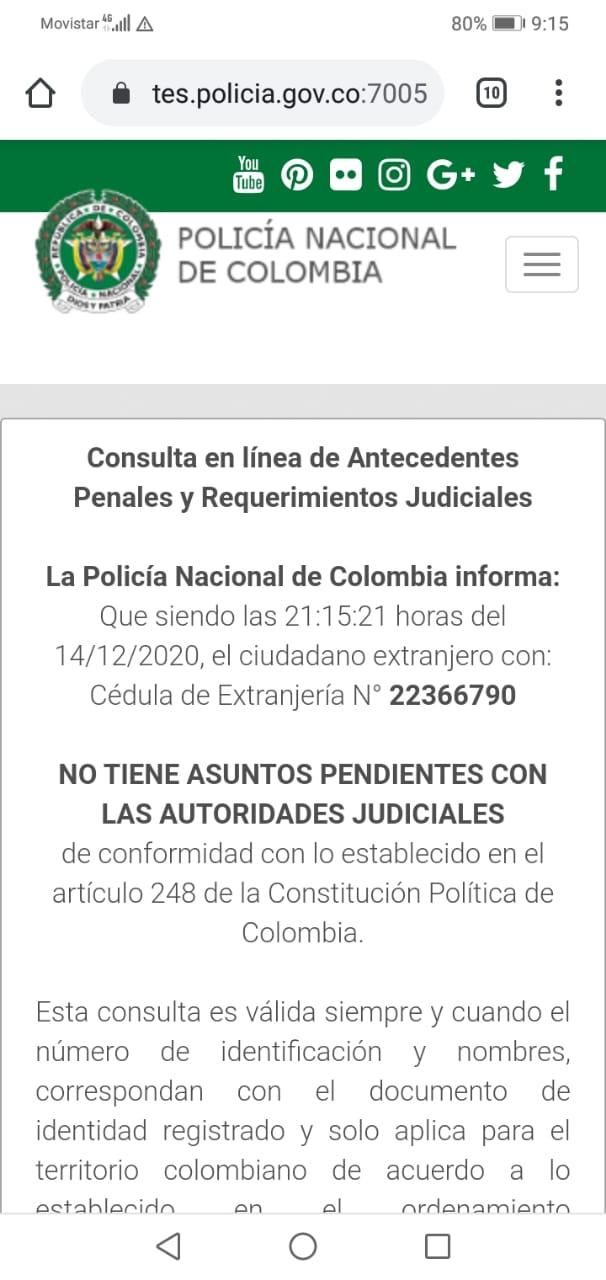 Movistar 4G 80% 9:15
tes.policia.gov.co:7005 10
You Tube G+ f
REPÚBLICA DE COLOMBIA POLICÍA NACIONAL DIOS Y PATRIA
POLICÍA NACIONAL
DE COLOMBIA
Consulta en línea de Antecedentes
Penales y Requerimientos Judiciales
La Policía Nacional de Colombia informa:
Que siendo las 21:15:21 horas del
14/12/2020, el ciudadano extranjero con:
Cédula de Extranjería N° 22366790
NO TIENE ASUNTOS PENDIENTES CON
LAS AUTORIDADES JUDICIALES
de conformidad con lo establecido en el
artículo 248 de la Constitución Política de
Colombia.
Esta consulta es válida siempre y cuando el
número de identificación y nombres,
correspondan con el documento de
identidad registrado y solo aplica para el
territorio colombiano de acuerdo a lo
establecido en el ordenamiento